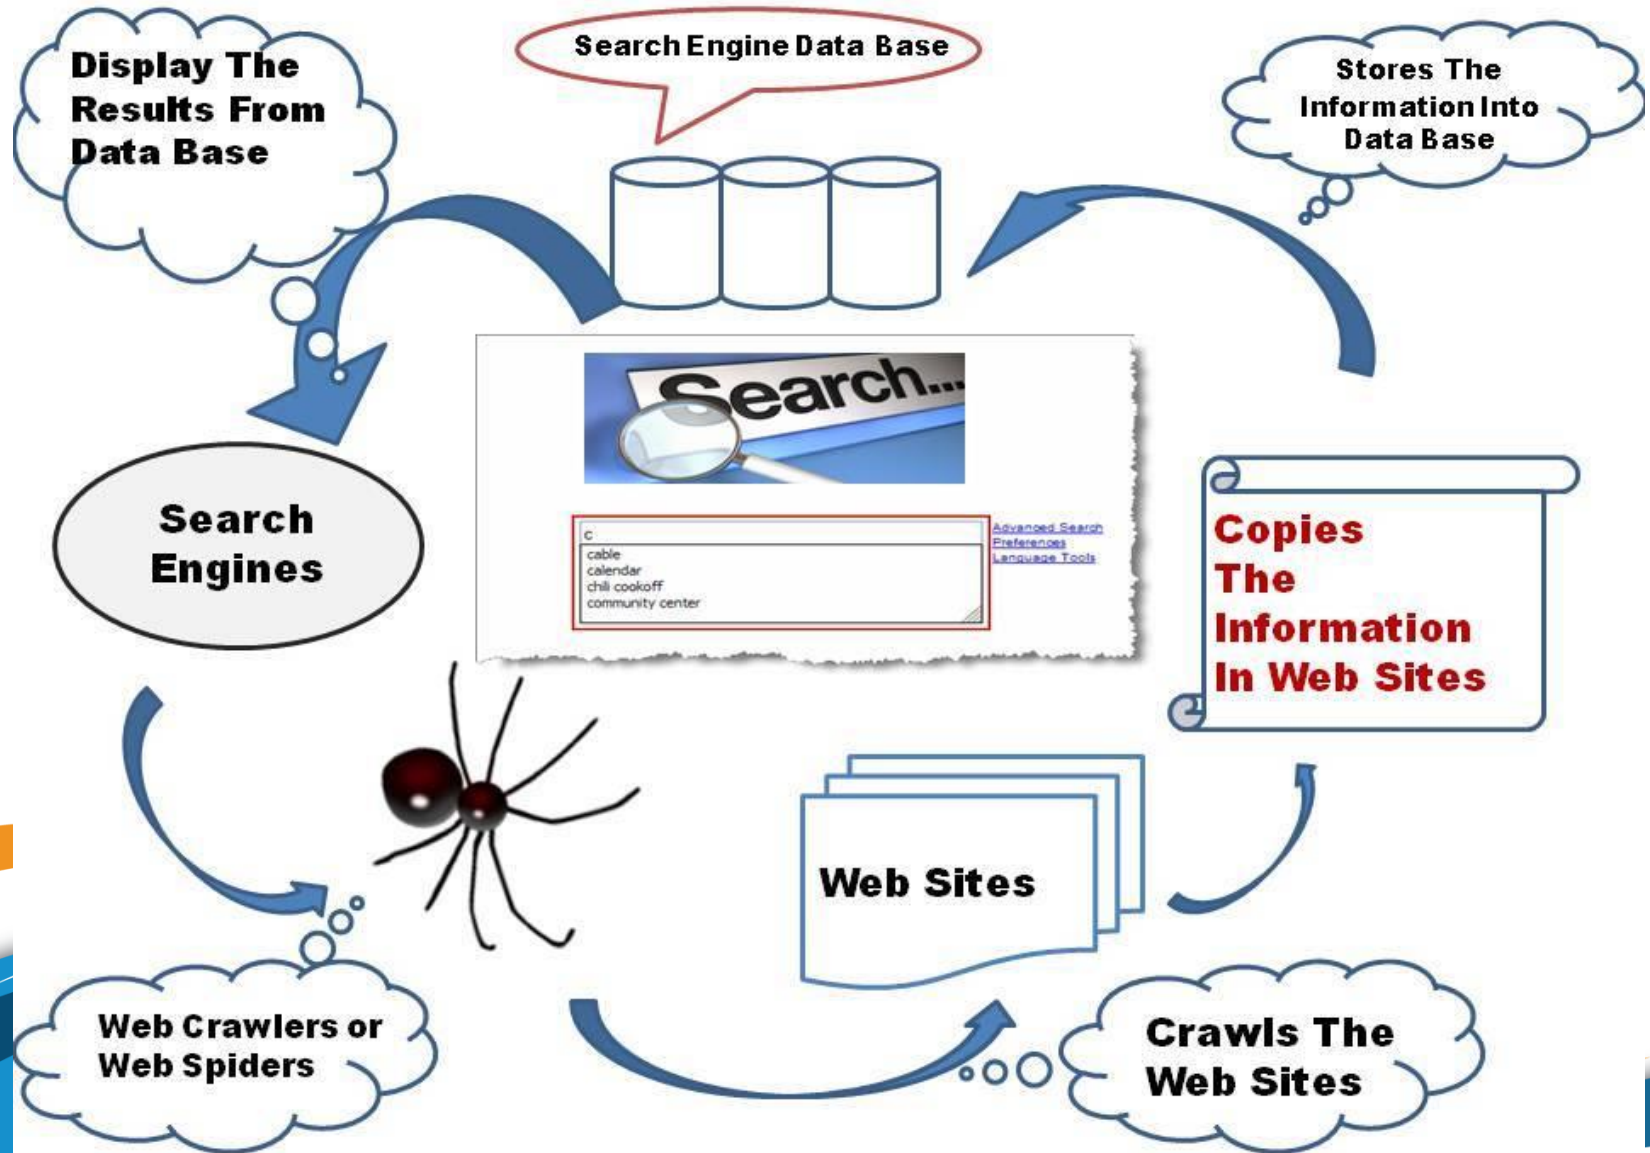 Display The
Results From
Data Base
Search Engine Data Base
Stores The
Information Into
Data Base
Search...
Search
Engines
c
cable
calendar
chili cookoff
community center
Advanced Search
Preferences
Language Tools
Copies
The
Information
In Web Sites
Web Sites
Web Crawlers or
Web Spiders
Crawls The
Web Sites